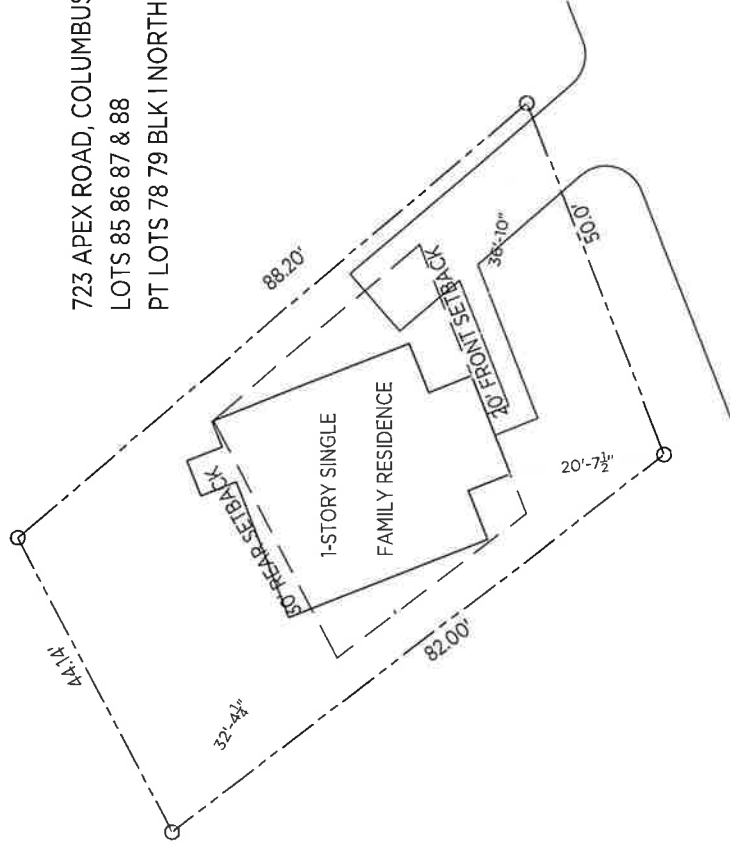 723 APEX ROAD, COLUMBUS
LOTS 85 86 87 & 88
PT LOTS 78 79 BLK I NORTH
88.20'
44.14'
32'-4¼"
50' REAR SETBACK
1-STORY SINGLE
FAMILY RESIDENCE
20' FRONT SETBACK
36'-10"
50.0'
20'-7½"
82.00'